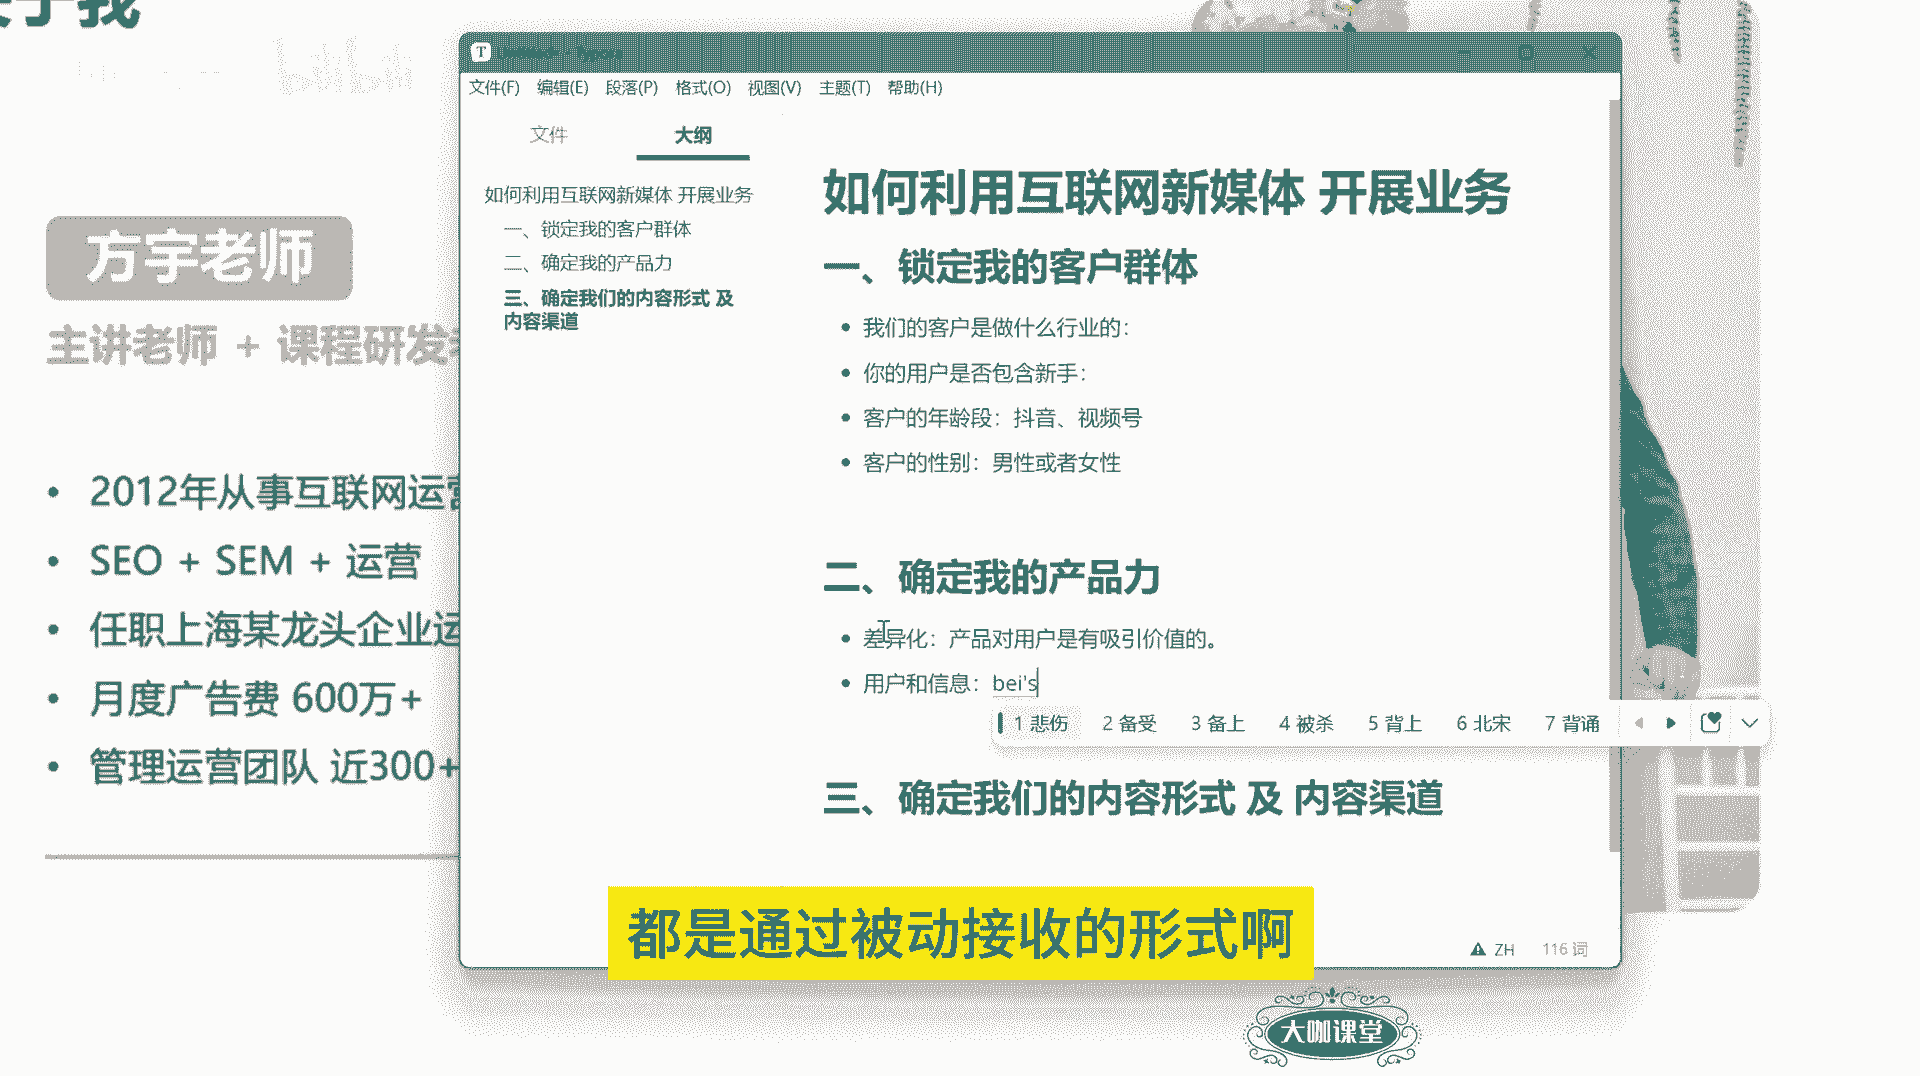 于我
bilibili
方宇老师
主讲老师 + 课程研发
• 2012年从事互联网运营
• SEO + SEM + 运营
• 任职上海某龙头企业运
• 月度广告费 600万+
• 管理运营团队 近300+
文件(F) 编辑(E) 段落(P) 格式(O) 视图(V) 主题(T) 帮助(H)
文件 大纲
如何利用互联网新媒体 开展业务
一、锁定我的客户群体
二、确定我的产品力
三、确定我们的内容形式 及
内容渠道
如何利用互联网新媒体 开展业务
一、锁定我的客户群体
• 我们的客户是做什么行业的：
• 你的用户是否包含新手：
• 客户的年龄段：抖音、视频号
• 客户的性别：男性或者女性
二、确定我的产品力
• 差异化：产品对用户是有吸引价值的。
• 用户和信息：bei's
1 悲伤 2 备受 3 备上 4 被杀 5 背上 6 北宋 7 背诵
三、确定我们的内容形式 及 内容渠道
都是通过被动接收的形式啊
ZH 116 词
大咖课堂